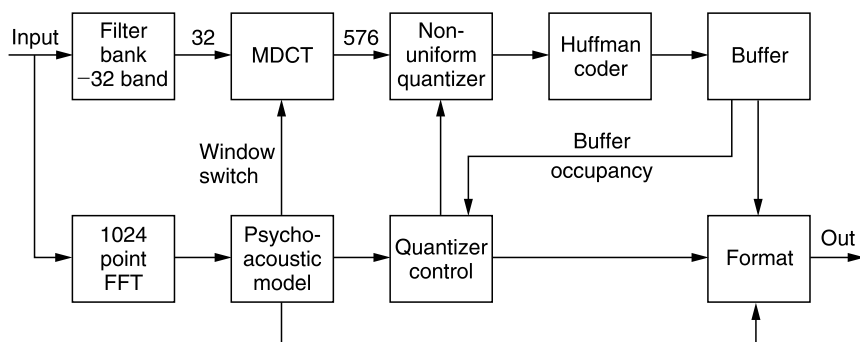 Input
Filter
bank
−32 band
32
MDCT
576
Non-
uniform
quantizer
Huffman
coder
Buffer
Window
switch
Buffer
occupancy
1024
point
FFT
Psycho-
acoustic
model
Quantizer
control
Format
Out